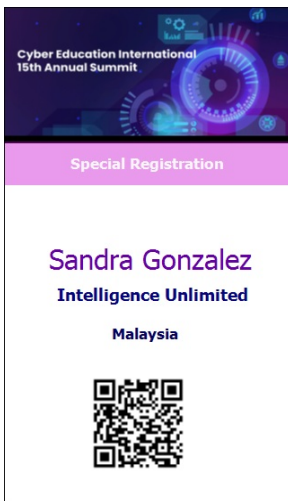 Cyber Education International
15th Annual Summit
Special Registration
Sandra Gonzalez
Intelligence Unlimited
Malaysia